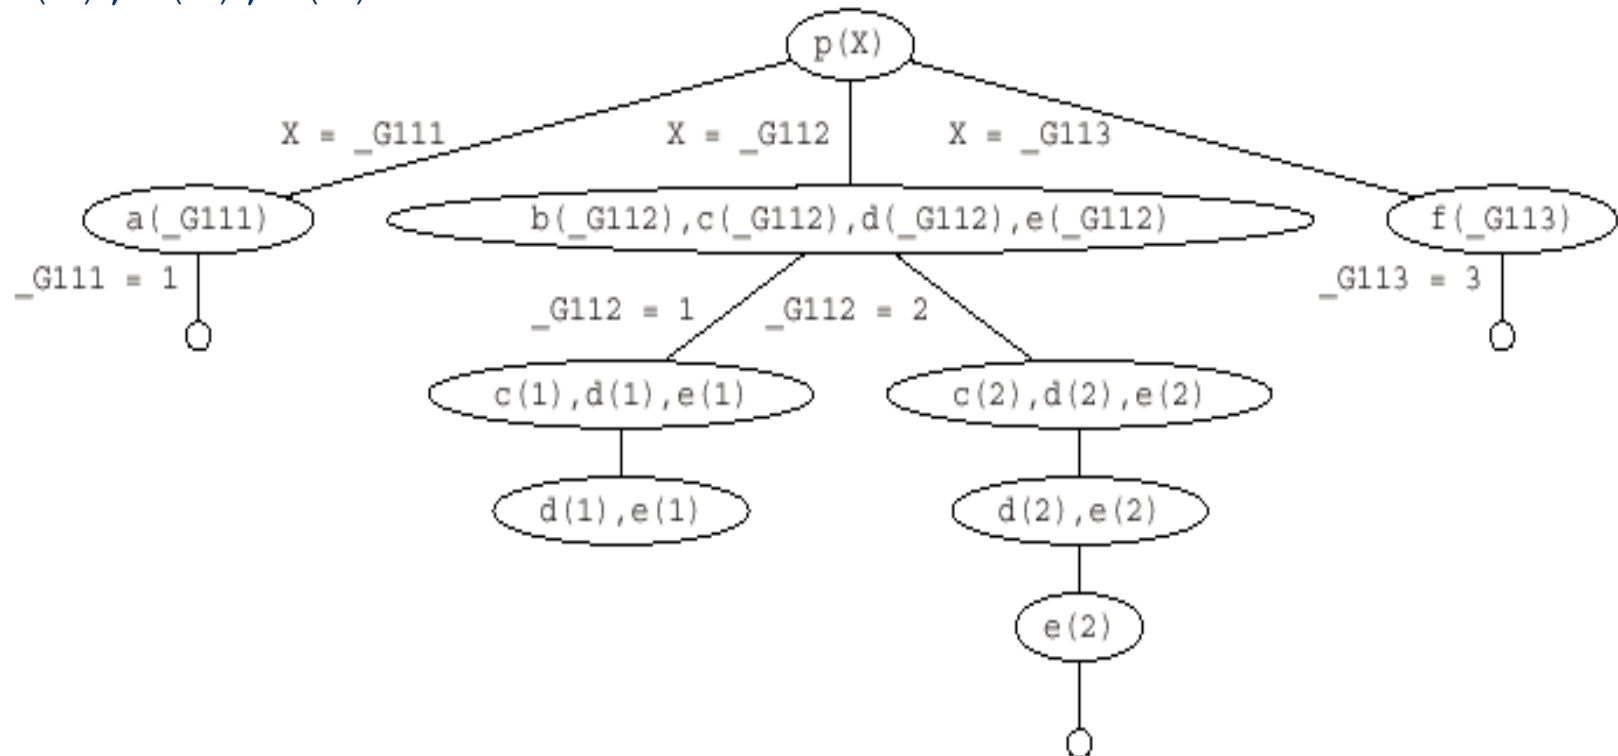 p(X)
X = _G111 X = _G112 X = _G113
a(_G111) b(_G112),c(_G112),d(_G112),e(_G112) f(_G113)
_G111 = 1 _G113 = 3
_G112 = 1 _G112 = 2
c(1),d(1),e(1) c(2),d(2),e(2)
d(1),e(1) d(2),e(2)
e(2)